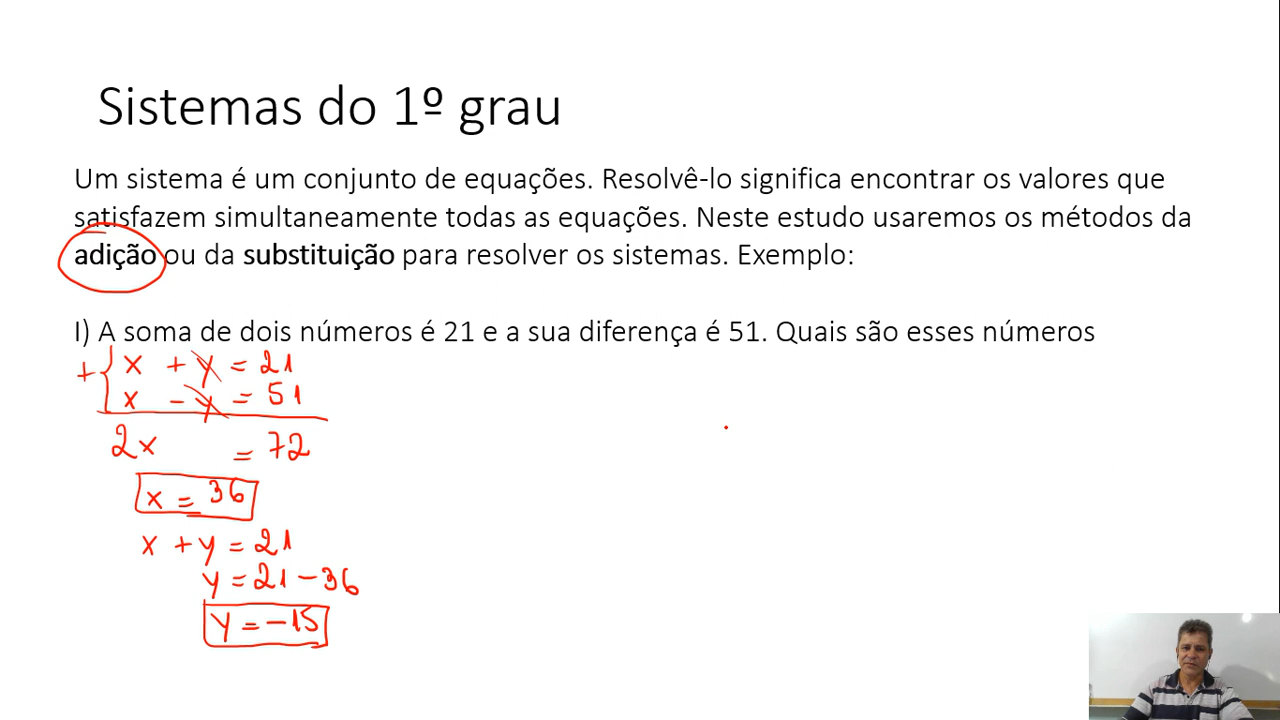 Sistemas do 1º grau
Um sistema é um conjunto de equações. Resolvê-lo significa encontrar os valores que
satisfazem simultaneamente todas as equações. Neste estudo usaremos os métodos da
adição ou da substituição para resolver os sistemas. Exemplo:
I) A soma de dois números é 21 e a sua diferença é 51. Quais são esses números
+{ x + y = 21
x - y = 51
2x = 72
x = 36
x + y = 21
y = 21 - 36
y = -15